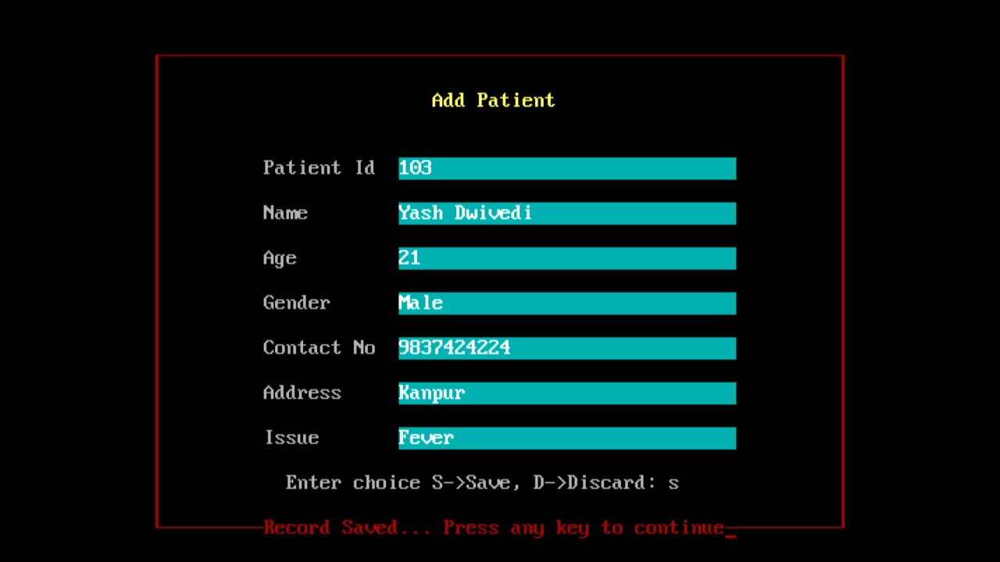 Add Patient
Patient Id 103
Name Yash Dwivedi
Age 21
Gender Male
Contact No 9837424224
Address Kanpur
Issue Fever
Enter choice S->Save, D->Discard: s
Record Saved... Press any key to continue_